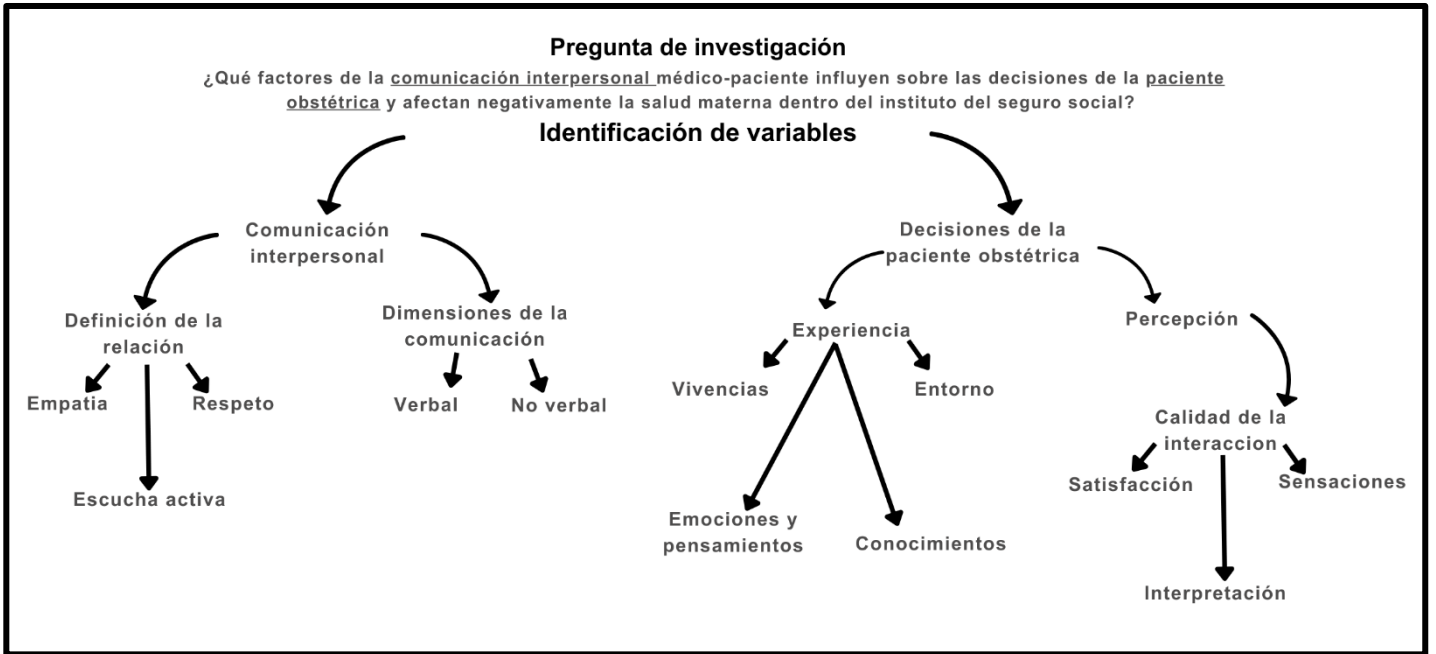 Pregunta de investigación
¿Qué factores de la comunicación interpersonal médico-paciente influyen sobre las decisiones de la paciente
obstétrica y afectan negativamente la salud materna dentro del instituto del seguro social?
Identificación de variables
Comunicación
interpersonal
Definición de la
relación
Empatia
Respeto
Escucha activa
Dimensiones de la
comunicación
Verbal
No verbal
Decisiones de la
paciente obstétrica
Experiencia
Vivencias
Entorno
Emociones y
pensamientos
Conocimientos
Percepción
Calidad de la
interaccion
Satisfacción
Sensaciones
Interpretación